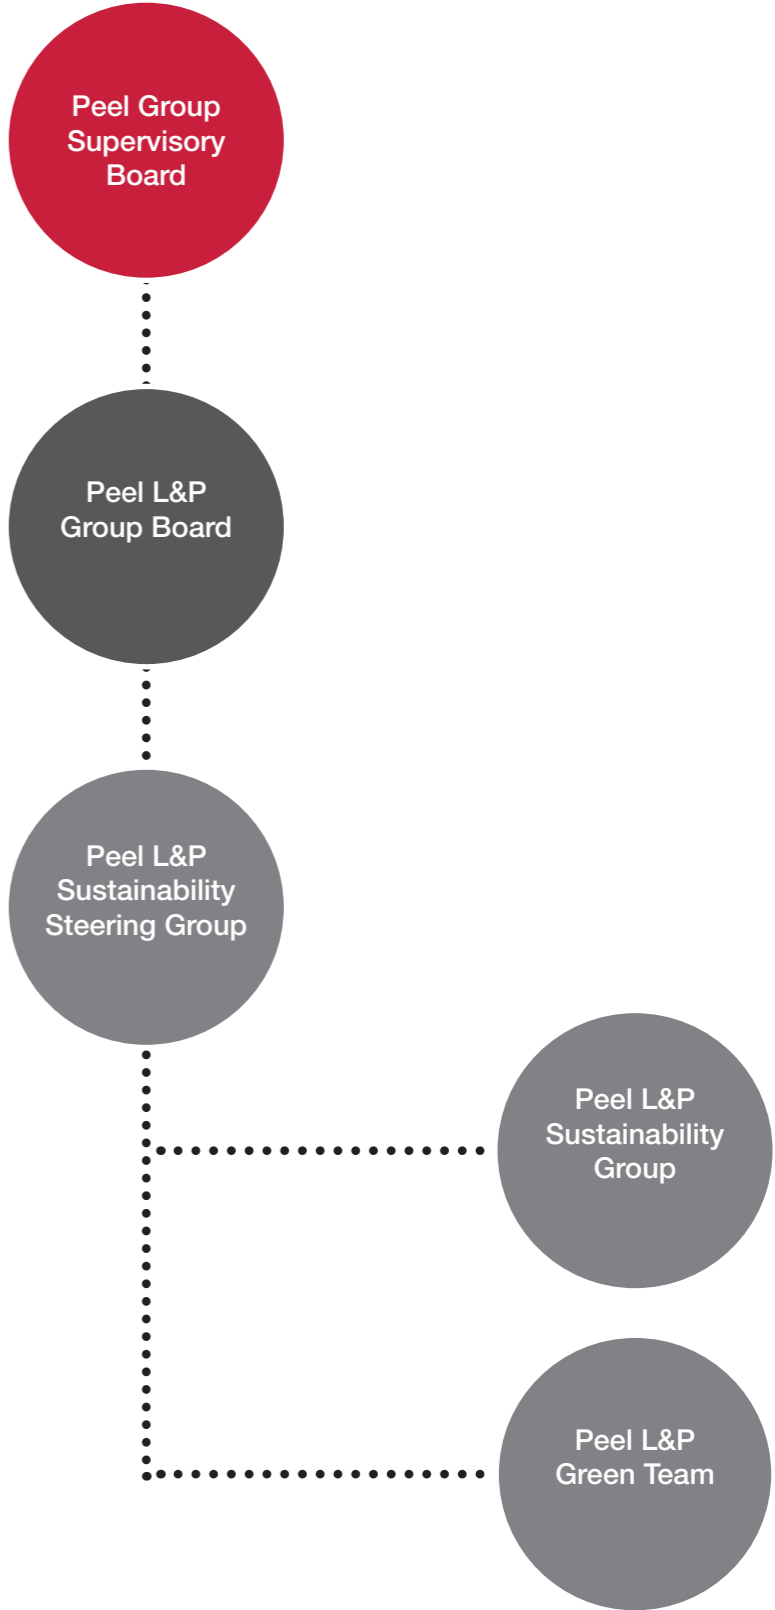 Peel Group
Supervisory
Board
Peel L&P
Group Board
Peel L&P
Sustainability
Steering Group
Peel L&P
Sustainability
Group
Peel L&P
Green Team